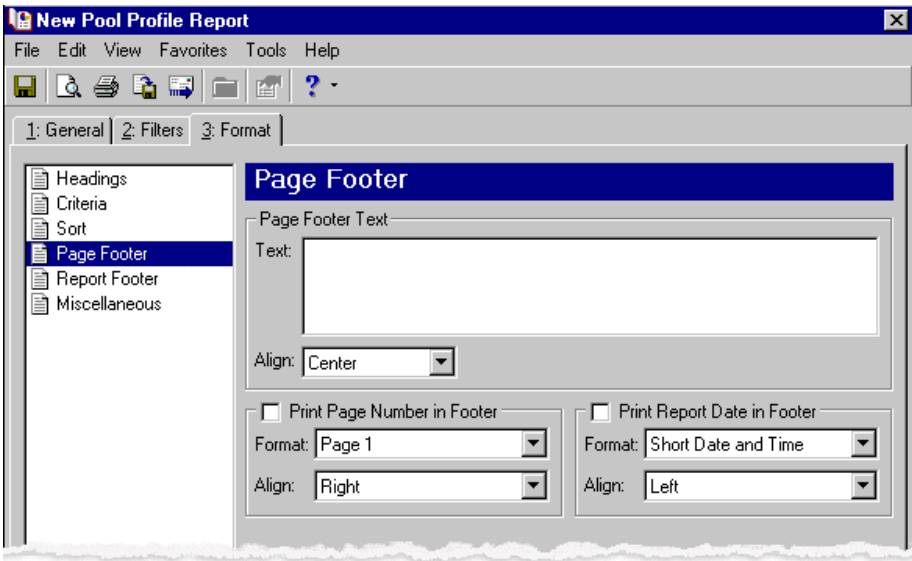 New Pool Profile Report
File Edit View Favorites Tools Help
?
1: General 2: Filters 3: Format
Headings
Criteria
Sort
Page Footer
Report Footer
Miscellaneous
Page Footer
Page Footer Text
Text:
Align: Center
Print Page Number in Footer
Format: Page 1
Align: Right
Print Report Date in Footer
Format: Short Date and Time
Align: Left